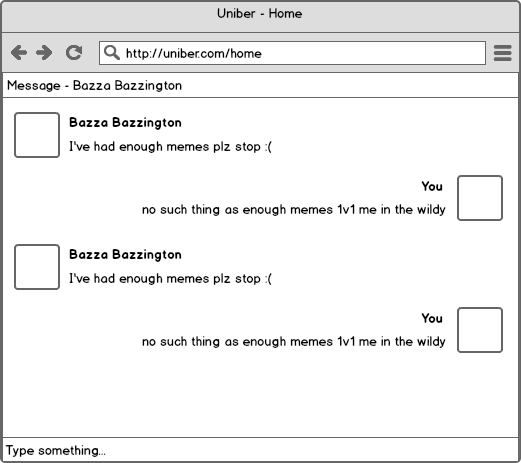 Uniber - Home
http://uniber.com/home
Message - Bazza Bazzington
Bazza Bazzington
I've had enough memes plz stop :(
You
no such thing as enough memes 1v1 me in the wildy
Bazza Bazzington
I've had enough memes plz stop :(
You
no such thing as enough memes 1v1 me in the wildy
Type something...